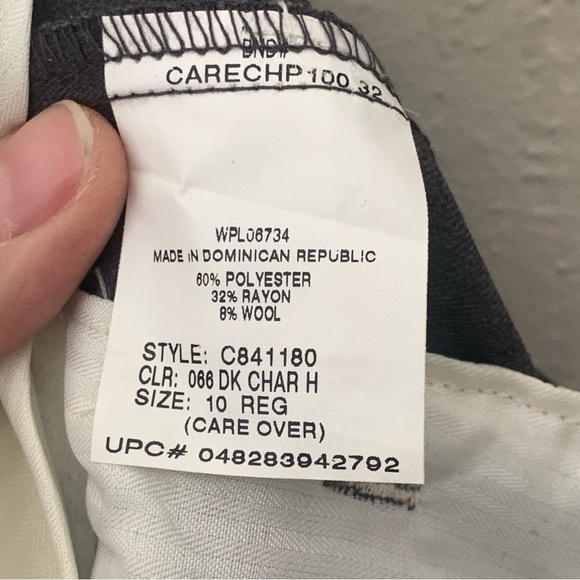 BND#
CARECHP 100 32
WPL06734
MADE IN DOMINICAN REPUBLIC
60% POLYESTER
32% RAYON
8% WOOL
STYLE: C841180
CLR: 066 DK CHAR H
SIZE: 10 REG
(CARE OVER)
UPC# 048283942792